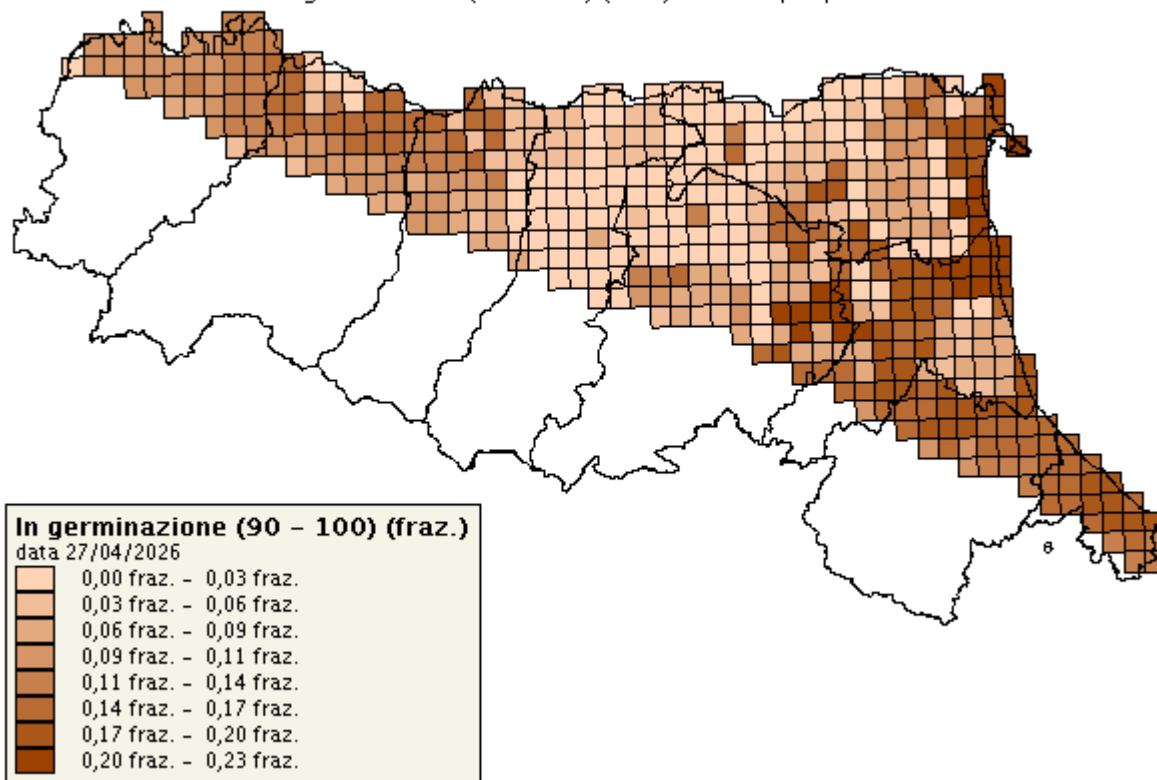 In germinazione (90 – 100) (fraz.)
data 27/04/2026
0,00 fraz. – 0,03 fraz.
0,03 fraz. – 0,06 fraz.
0,06 fraz. – 0,09 fraz.
0,09 fraz. – 0,11 fraz.
0,11 fraz. – 0,14 fraz.
0,14 fraz. – 0,17 fraz.
0,17 fraz. – 0,20 fraz.
0,20 fraz. – 0,23 fraz.